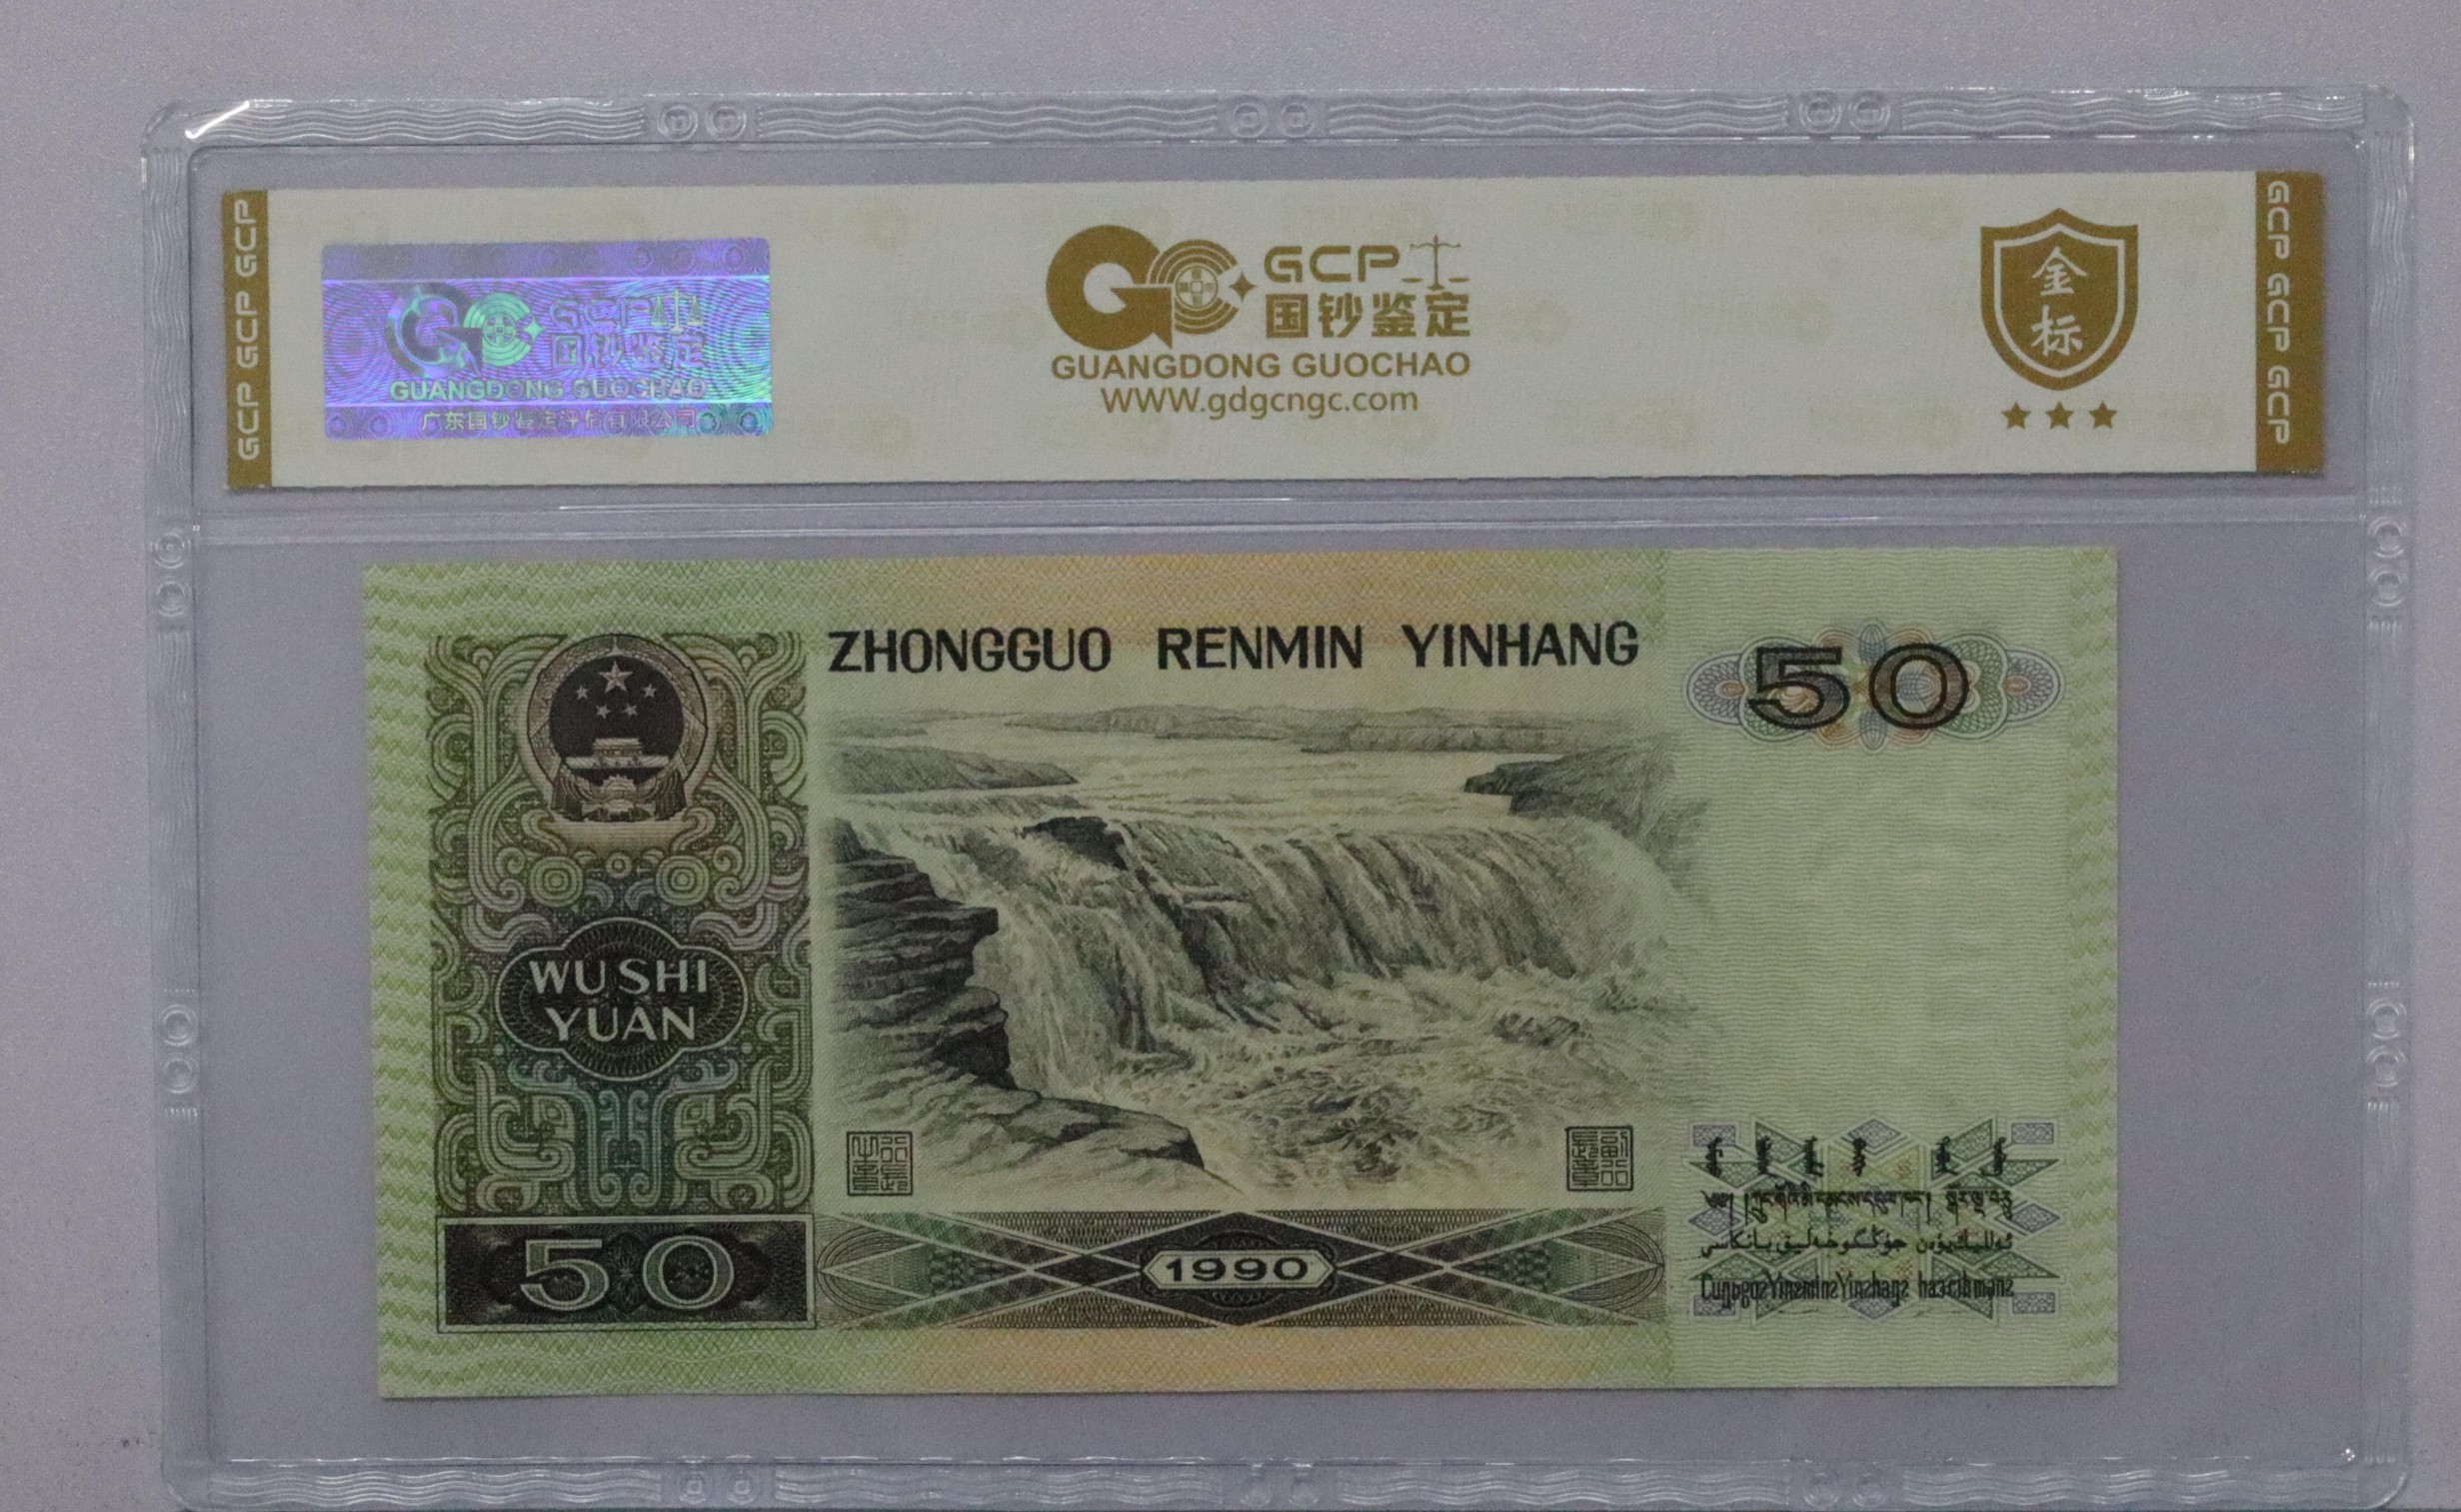 GCP GCP GCP
GCP
国钞鉴定
GUANGDONG GUOCHAO
广东国钞鉴定评估有限公司
GCP
国钞鉴定
GUANGDONG GUOCHAO
WWW.gdgcngc.com
金
标
GCP GCP GCP
ZHONGGUO RENMIN YINHANG
50
WUSHI
YUAN
50
1990